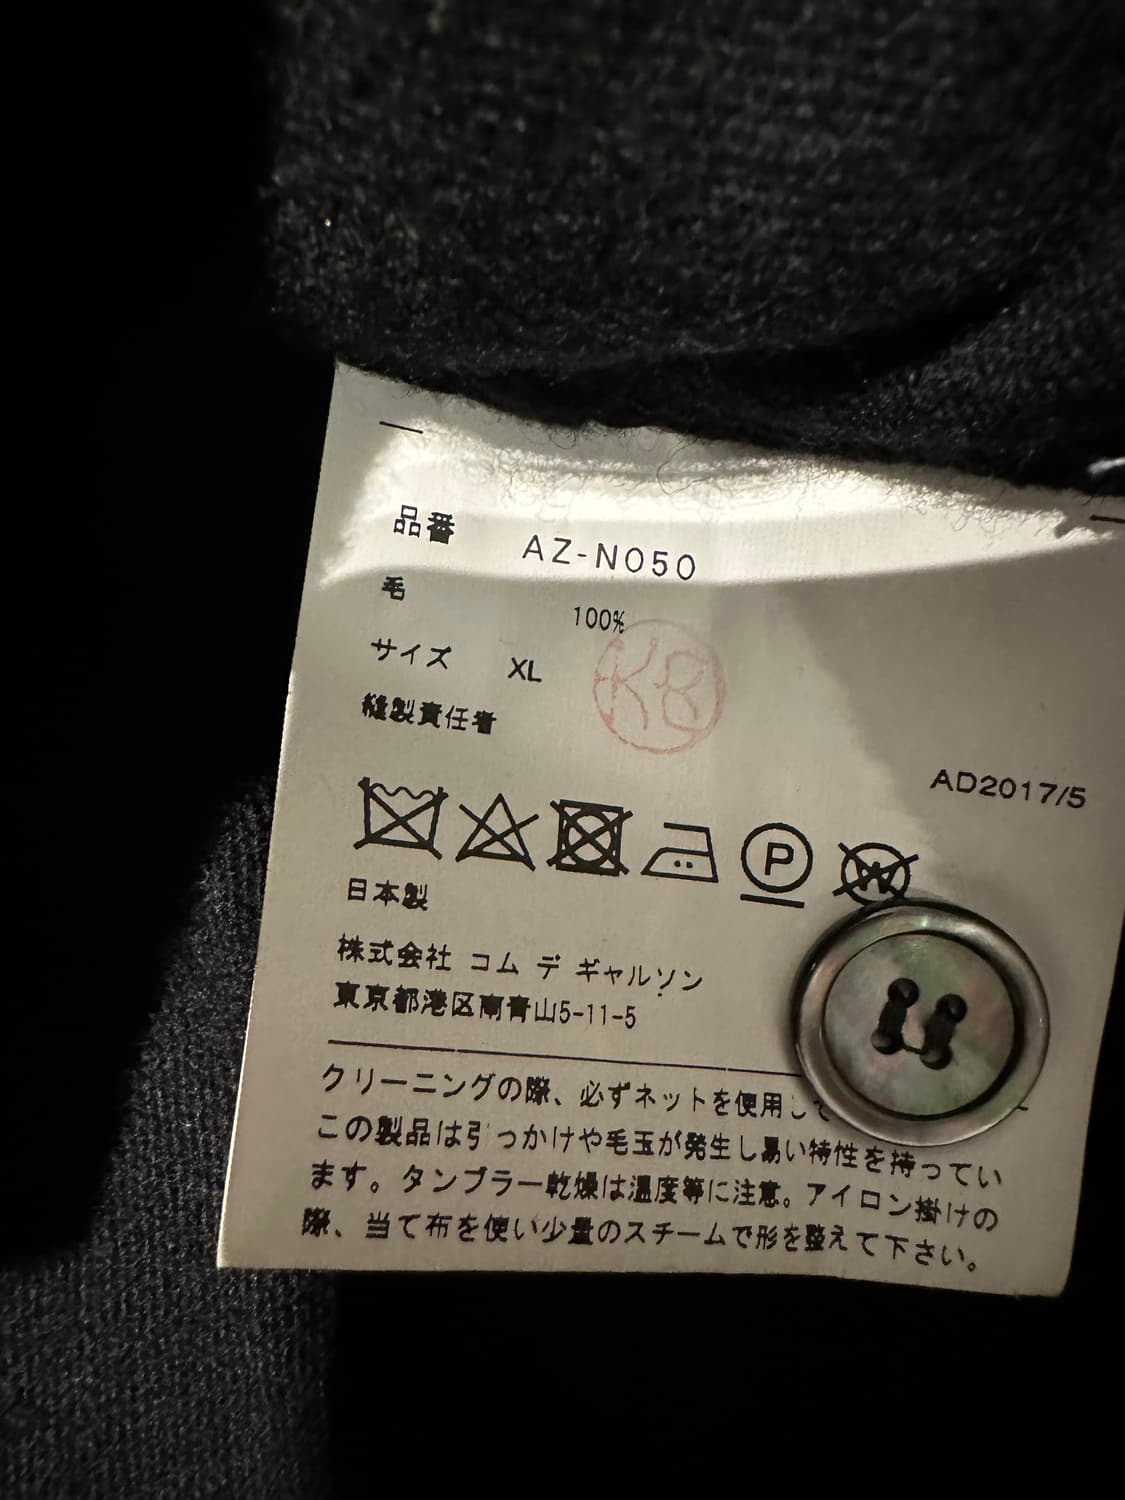 品番 AZ-N050
毛 100%
サイズ XL
縫製責任者 KB
AD2017/5
P
W
日本製
株式会社 コム デ ギャルソン
東京都港区南青山5-11-5
クリーニングの際、必ずネットを使用して
この製品は引っかけや毛玉が発生し易い特性を持ってい
ます。タンブラー乾燥は温度等に注意。アイロン掛けの
際、当て布を使い少量のスチームで形を整えて下さい。